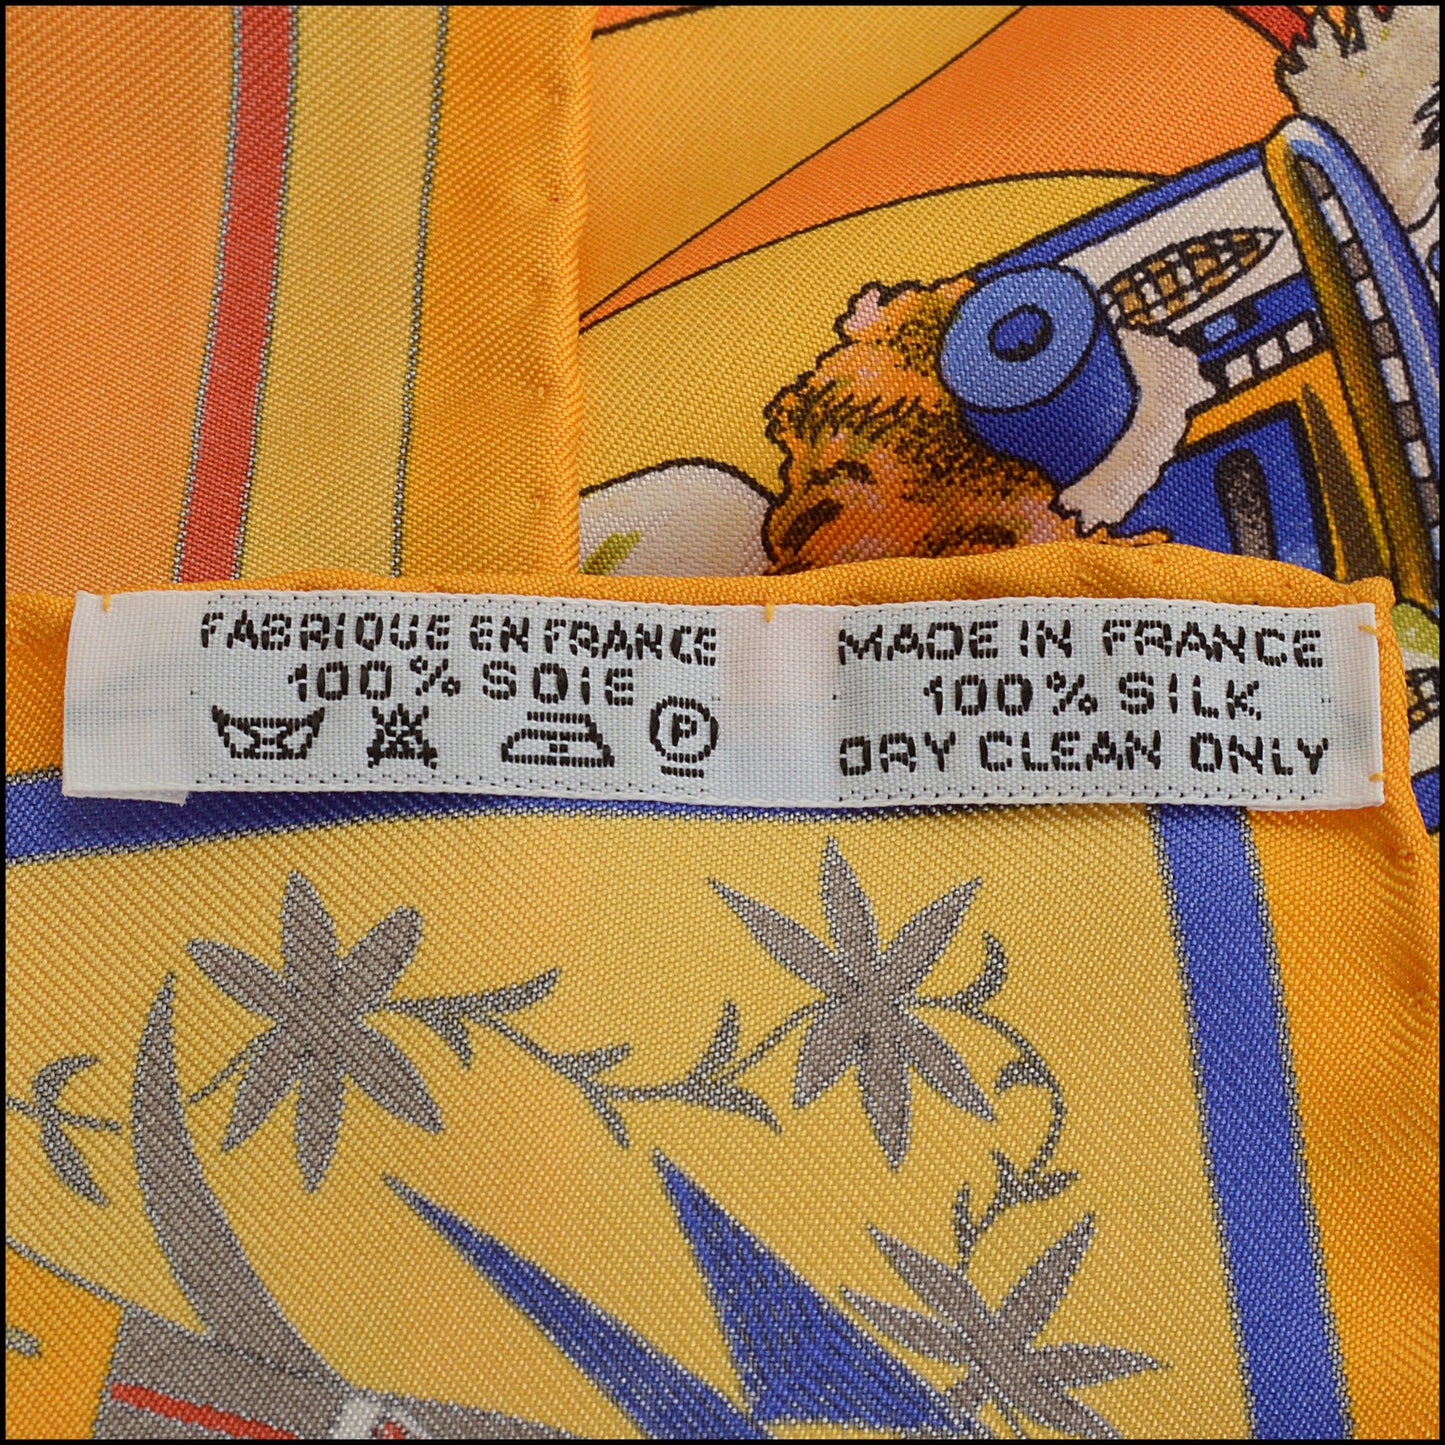 FABRIQUE EN FRANCE
100% SOIE
P
MADE IN FRANCE
100% SILK
DRY CLEAN ONLY